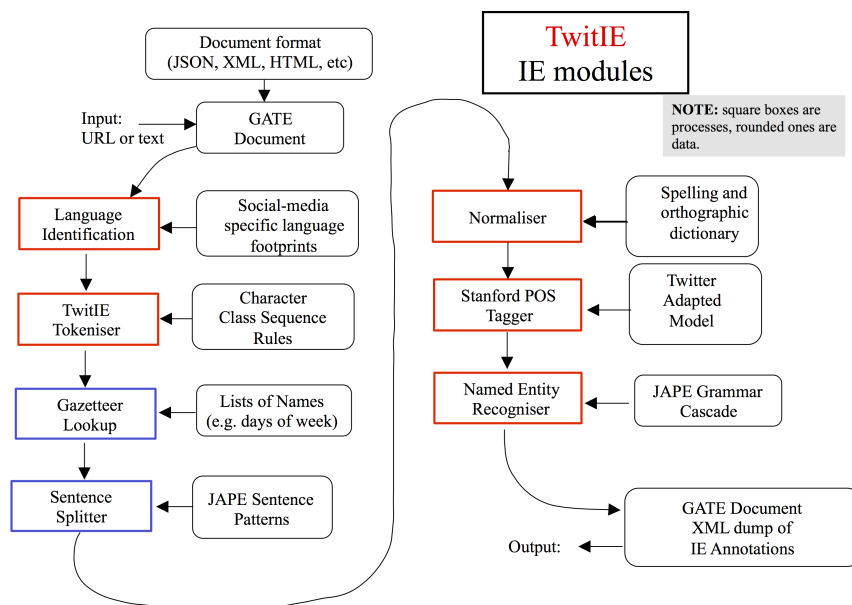 Document format
(JSON, XML, HTML, etc)
TwitIE
IE modules
NOTE: square boxes are
processes, rounded ones are
data.
Input:
URL or text
GATE
Document
Language
Identification
Social-media
specific language
footprints
TwitIE
Tokeniser
Character
Class Sequence
Rules
Gazetteer
Lookup
Lists of Names
(e.g. days of week)
Sentence
Splitter
JAPE Sentence
Patterns
Normaliser
Spelling and
orthographic
dictionary
Stanford POS
Tagger
Twitter
Adapted
Model
Named Entity
Recogniser
JAPE Grammar
Cascade
GATE Document
XML dump of
IE Annotations
Output: